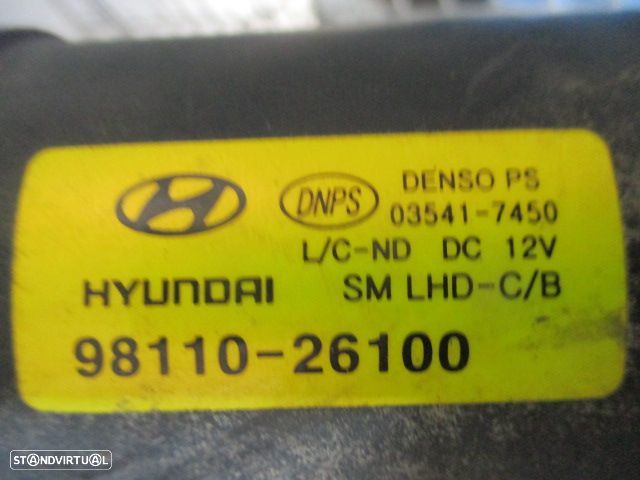 DNPS
DENSO PS
03541-7450
L/C-ND DC 12V
HYUNDAI
SM LHD-C/B
98110-26100
STANDVIRTUAL